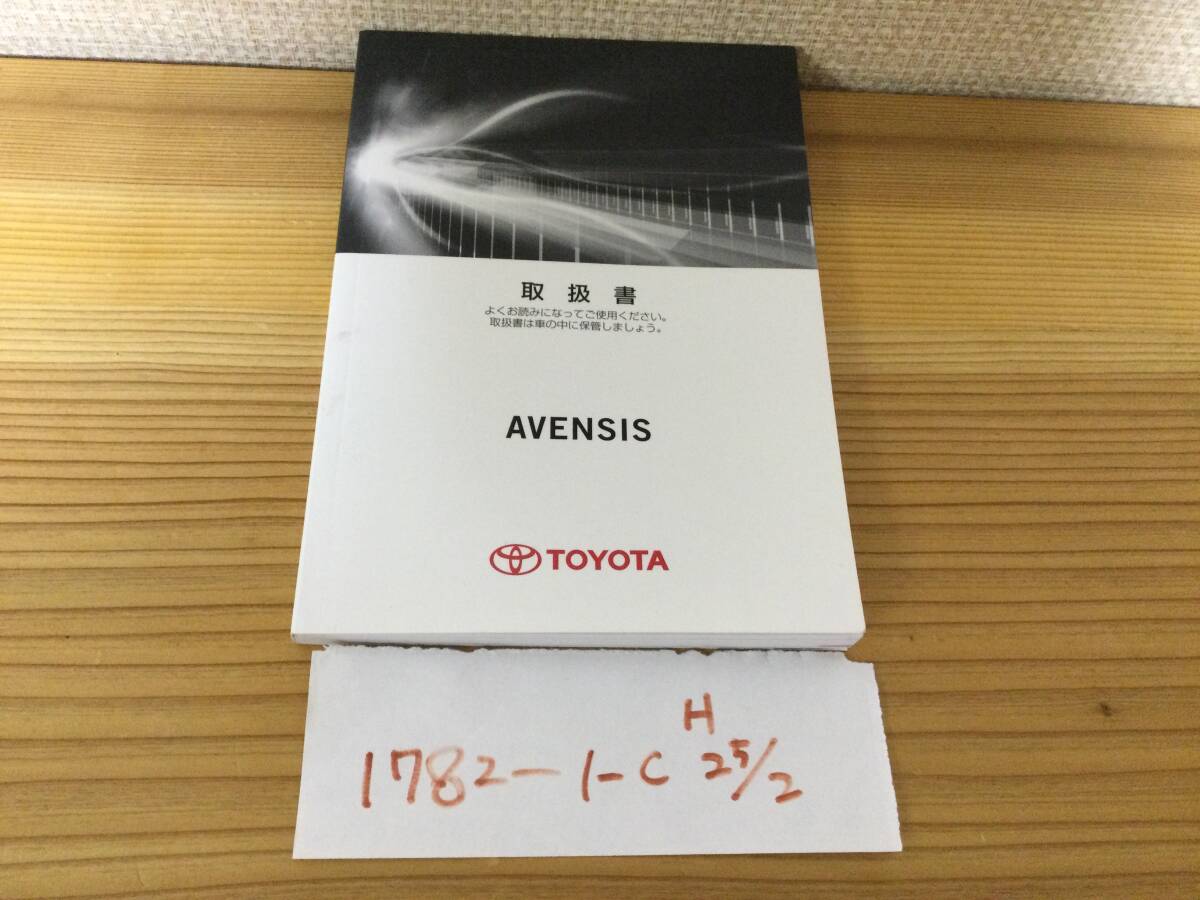 取扱書
よくお読みになってご使用ください。
取扱書は車の中に保管しましょう。
AVENSIS
TOYOTA
H
1782-1-C 25/2